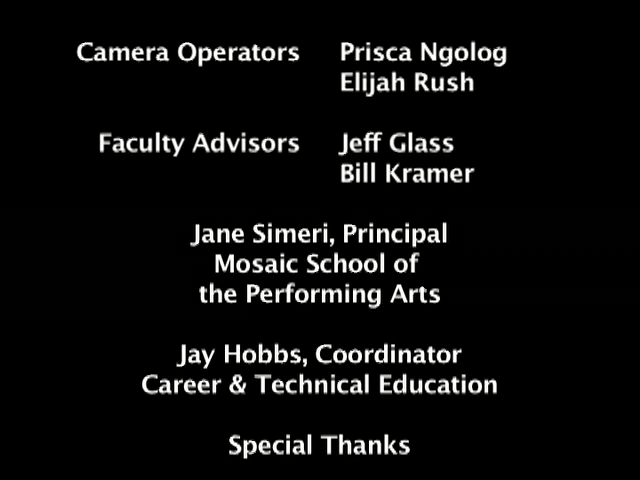 Camera Operators Prisca Ngolog
Elijah Rush
Faculty Advisors Jeff Glass
Bill Kramer
Jane Simeri, Principal
Mosaic School of
the Performing Arts
Jay Hobbs, Coordinator
Career & Technical Education
Special Thanks